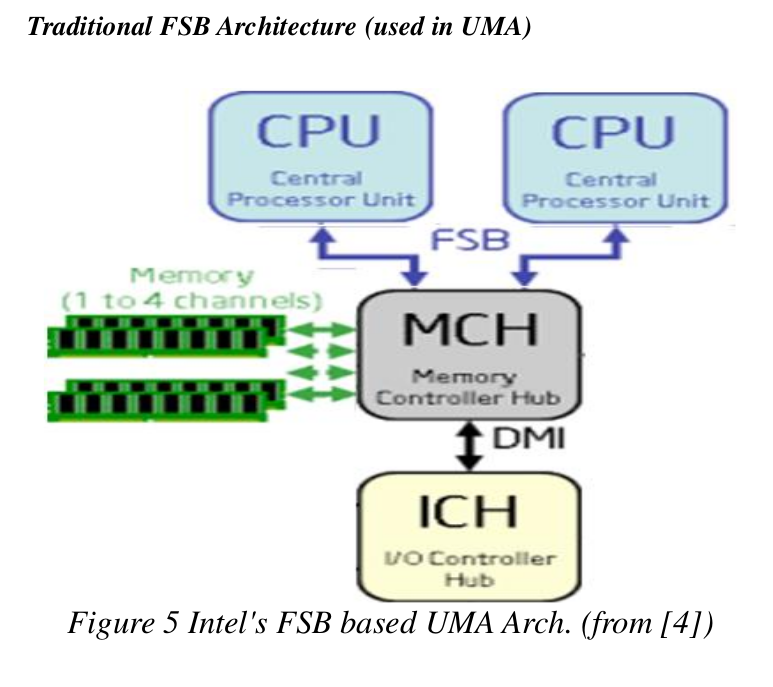 Traditional FSB Architecture (used in UMA)
CPU
Central
Processor Unit
CPU
Central
Processor Unit
FSB
Memory
(1 to 4 channels)
MCH
Memory
Controller Hub
DMI
ICH
I/O Controller
Hub
Figure 5 Intel's FSB based UMA Arch. (from [4])